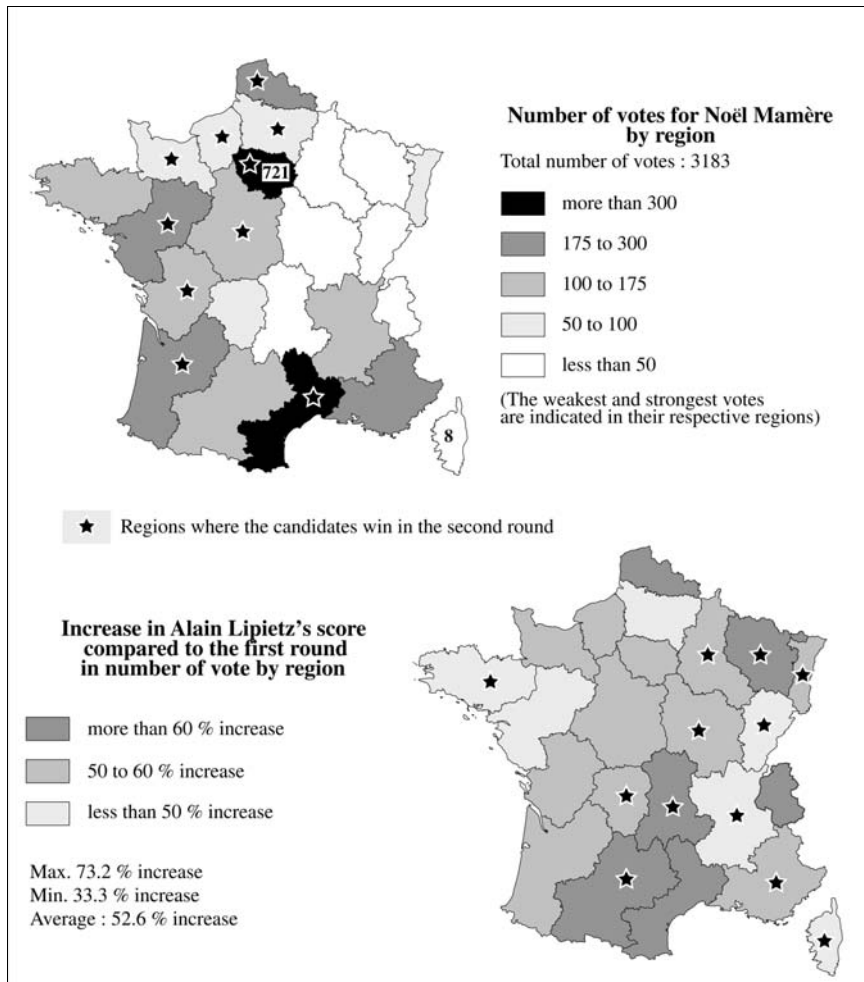 Number of votes for Noël Mamère
by region
Total number of votes : 3183
721
more than 300
175 to 300
100 to 175
50 to 100
less than 50
(The weakest and strongest votes
are indicated in their respective regions)
8
Regions where the candidates win in the second round
Increase in Alain Lipietz's score
compared to the first round
in number of vote by region
more than 60 % increase
50 to 60 % increase
less than 50 % increase
Max. 73.2 % increase
Min. 33.3 % increase
Average : 52.6 % increase